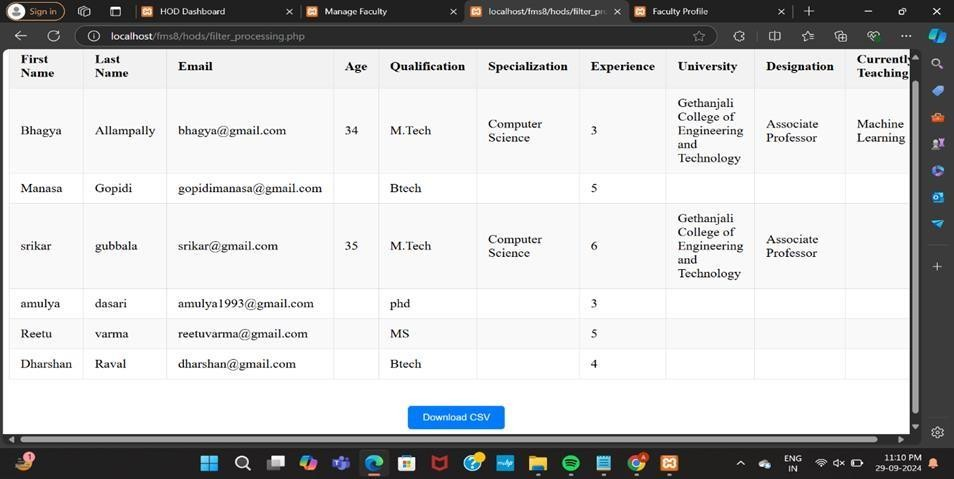 Sign in
HOD Dashboard
Manage Faculty
localhost/fms8/hods/filter_pro
Faculty Profile
localhost/fms8/hods/filter_processing.php
First Name Last Name Email Age Qualification Specialization Experience University Designation Currently Teaching
Bhagya Allampally bhagya@gmail.com 34 M.Tech Computer Science 3 Gethanjali College of Engineering and Technology Associate Professor Machine Learning
Manasa Gopidi gopidimanasa@gmail.com Btech 5
srikar gubbala srikar@gmail.com 35 M.Tech Computer Science 6 Gethanjali College of Engineering and Technology Associate Professor
amulya dasari amulya1993@gmail.com phd 3
Reetu varma reetuvarma@gmail.com MS 5
Dharshan Raval dharshan@gmail.com Btech 4
Download CSV
1
ENG
IN
11:10 PM
29-09-2024